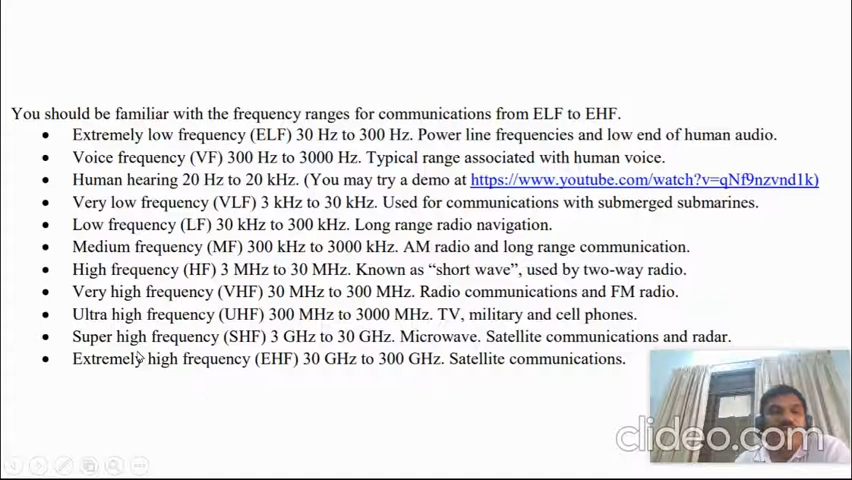 You should be familiar with the frequency ranges for communications from ELF to EHF.
• Extremely low frequency (ELF) 30 Hz to 300 Hz. Power line frequencies and low end of human audio.
• Voice frequency (VF) 300 Hz to 3000 Hz. Typical range associated with human voice.
• Human hearing 20 Hz to 20 kHz. (You may try a demo at https://www.youtube.com/watch?v=qNf9nzvnd1k)
• Very low frequency (VLF) 3 kHz to 30 kHz. Used for communications with submerged submarines.
• Low frequency (LF) 30 kHz to 300 kHz. Long range radio navigation.
• Medium frequency (MF) 300 kHz to 3000 kHz. AM radio and long range communication.
• High frequency (HF) 3 MHz to 30 MHz. Known as “short wave”, used by two-way radio.
• Very high frequency (VHF) 30 MHz to 300 MHz. Radio communications and FM radio.
• Ultra high frequency (UHF) 300 MHz to 3000 MHz. TV, military and cell phones.
• Super high frequency (SHF) 3 GHz to 30 GHz. Microwave. Satellite communications and radar.
• Extremely high frequency (EHF) 30 GHz to 300 GHz. Satellite communications.
clideo.com